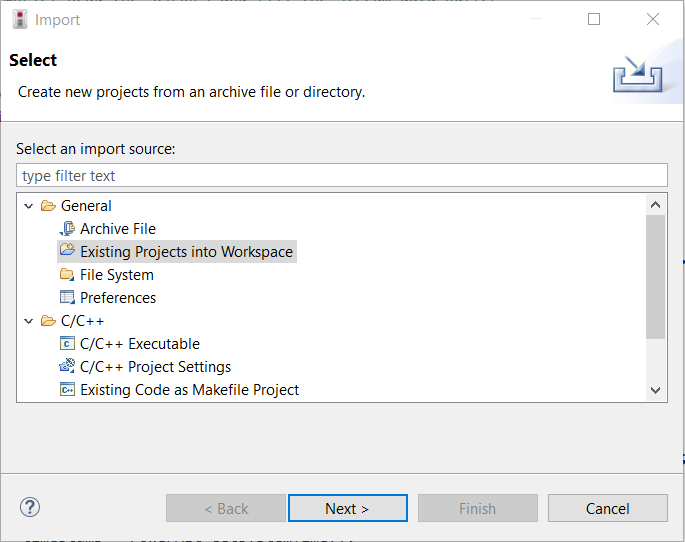 Import
Select
Create new projects from an archive file or directory.
Select an import source:
type filter text
General
Archive File
Existing Projects into Workspace
File System
Preferences
C/C++
C/C++ Executable
C/C++ Project Settings
Existing Code as Makefile Project
< Back
Next >
Finish
Cancel